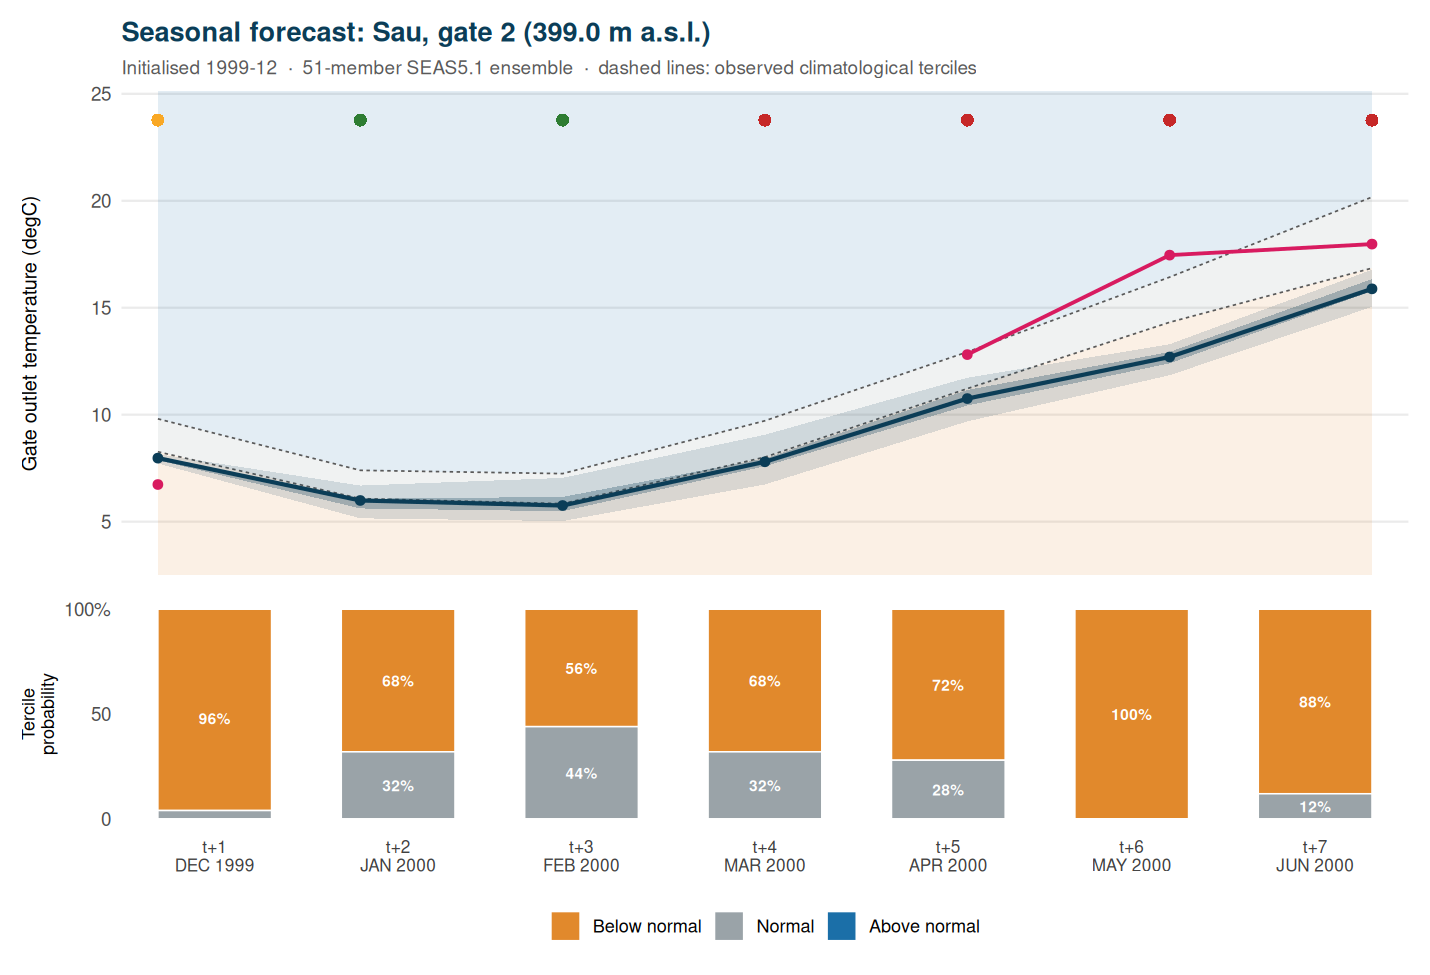 Seasonal forecast: Sau, gate 2 (399.0 m a.s.l.)
Initialised 1999-12 · 51-member SEAS5.1 ensemble · dashed lines: observed climatological terciles
Gate outlet temperature (degC)
25
20
15
10
5
Tercile
probability
100%
50
0
96%
68%
32%
56%
44%
68%
32%
72%
28%
100%
88%
12%
t+1
DEC 1999
t+2
JAN 2000
t+3
FEB 2000
t+4
MAR 2000
t+5
APR 2000
t+6
MAY 2000
t+7
JUN 2000
Below normal
Normal
Above normal